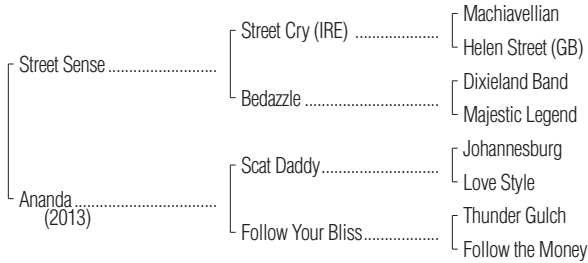 Machiavellian
Street Cry (IRE) ..................
Helen Street (GB)
Street Sense ........................
Dixieland Band
Bedazzle .............................
Majestic Legend
Johannesburg
Scat Daddy.........................
Love Style
Ananda...............................
(2013)
Thunder Gulch
Follow Your Bliss................
Follow the Money